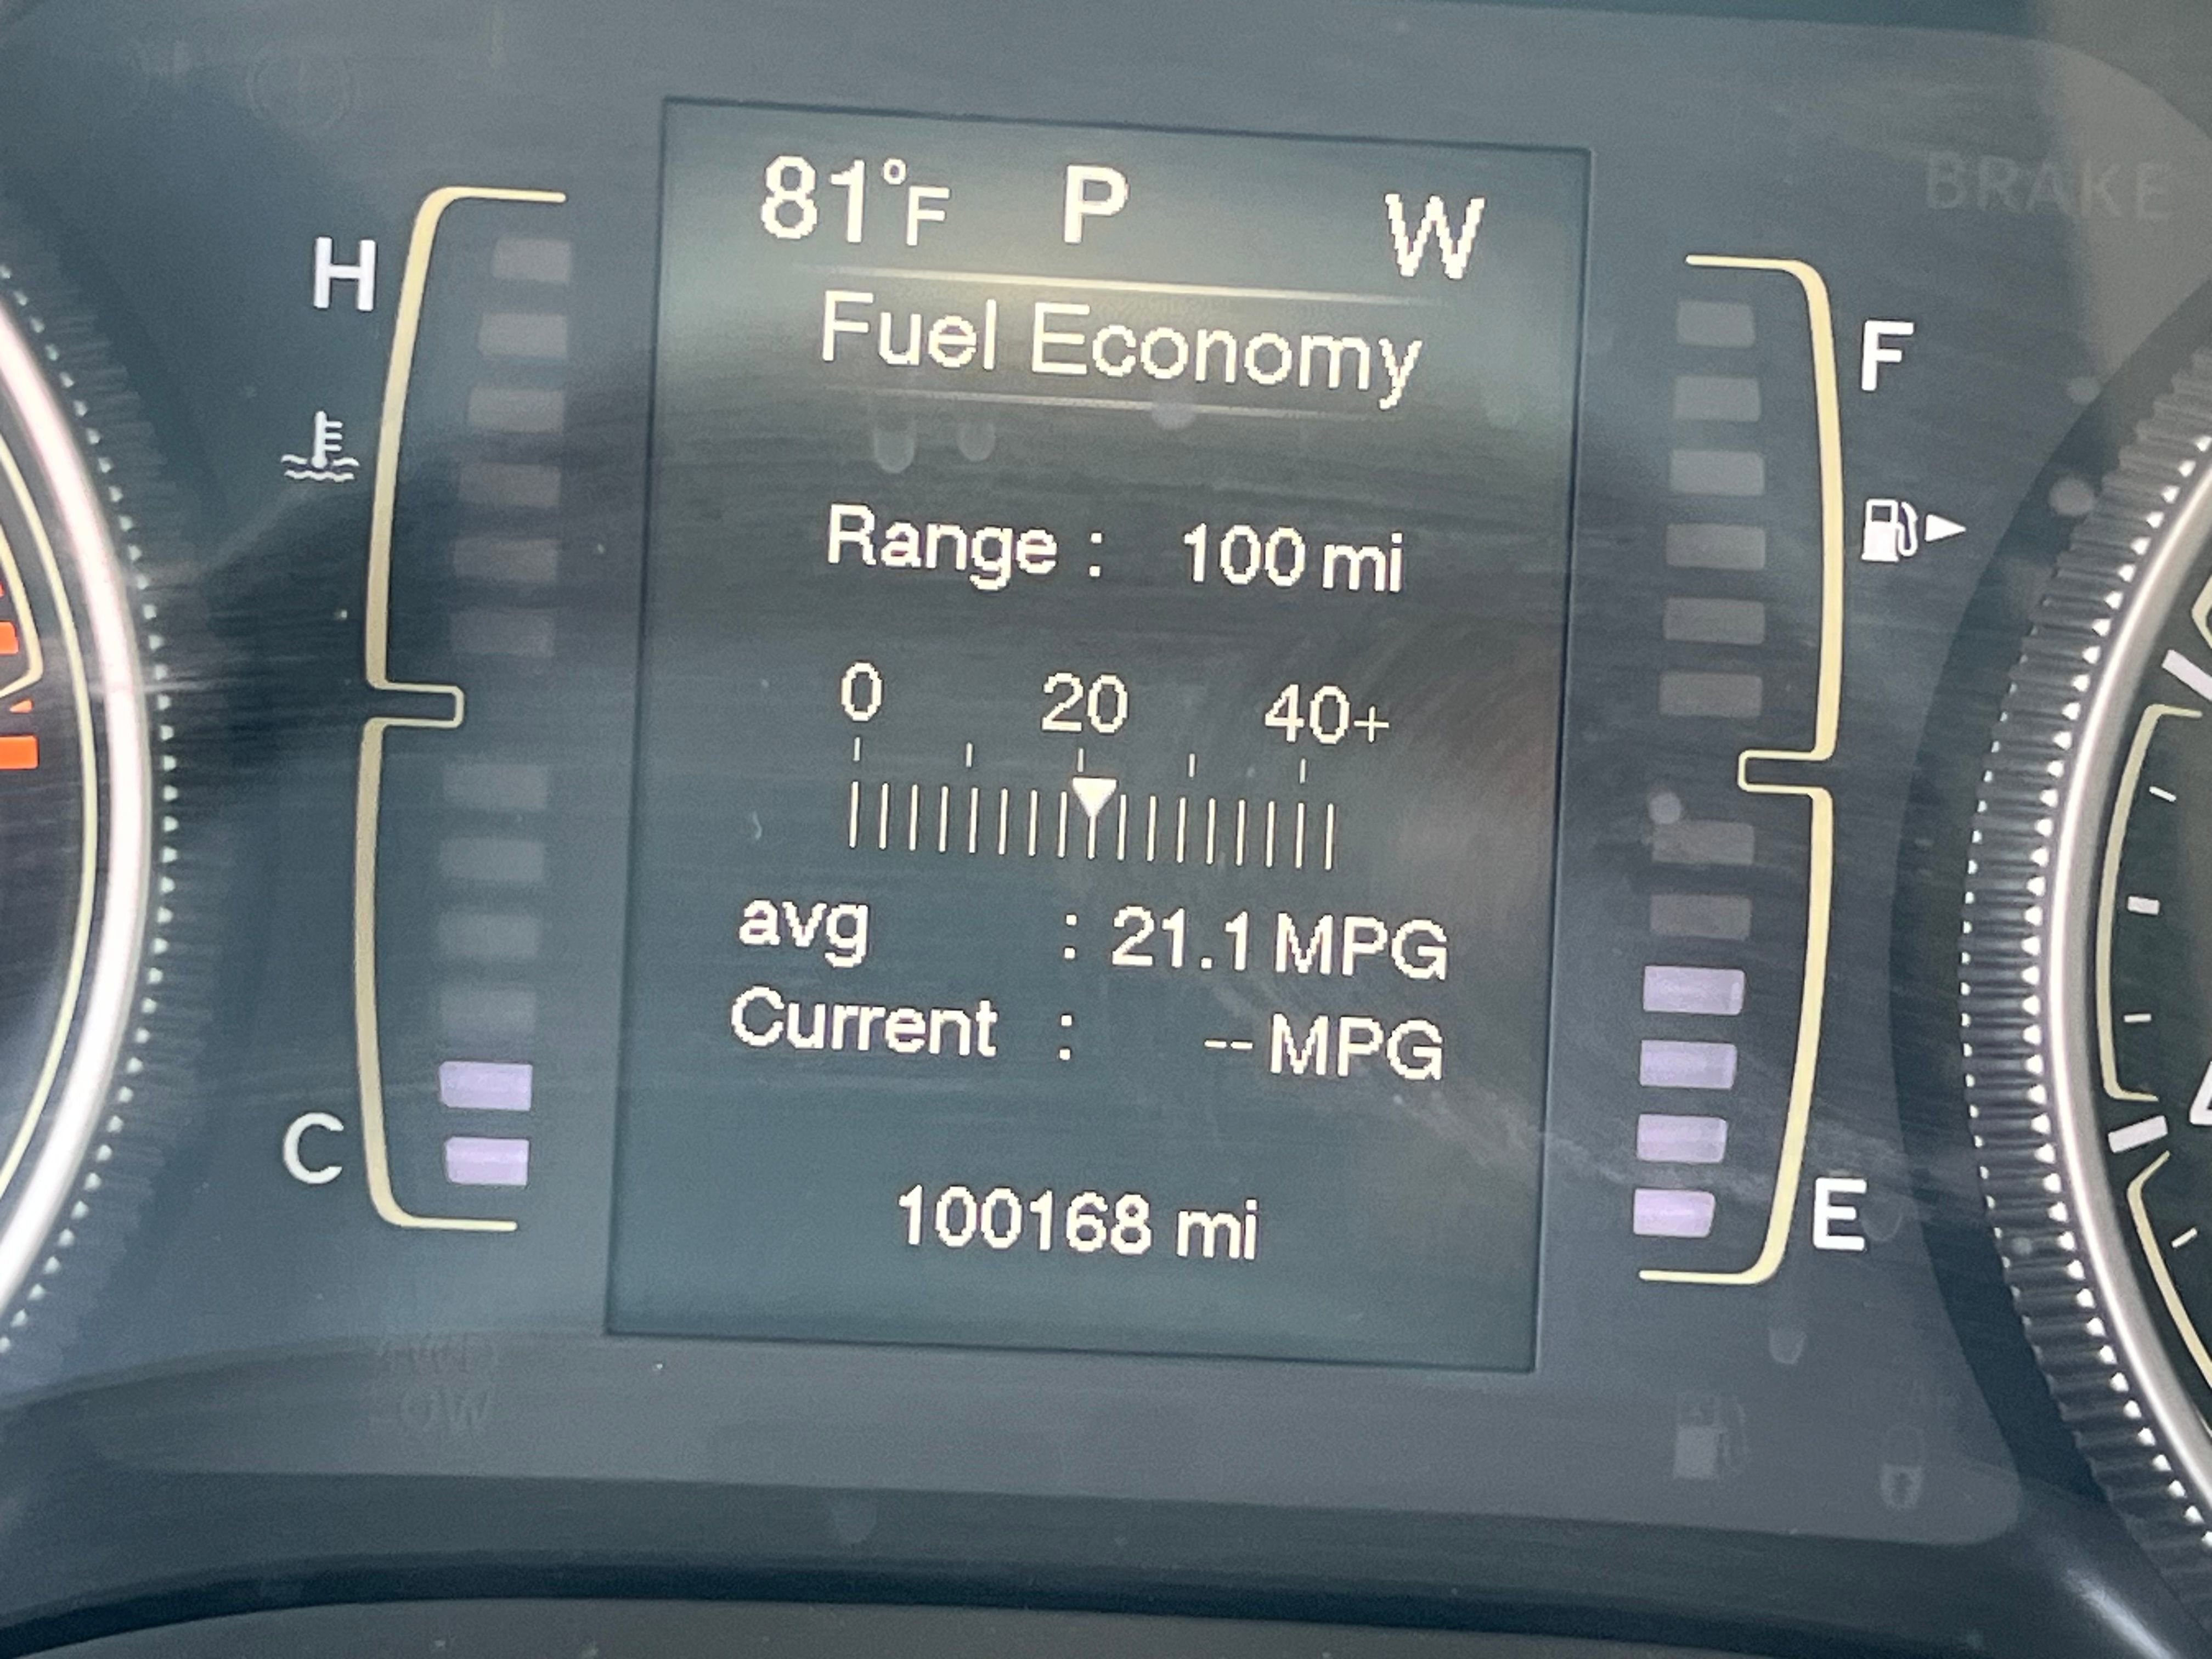 81°F P W
BRAKE
H
Fuel Economy
F
Range : 100 mi
0 20 40+
avg : 21.1 MPG
Current : -- MPG
C
100168 mi
E